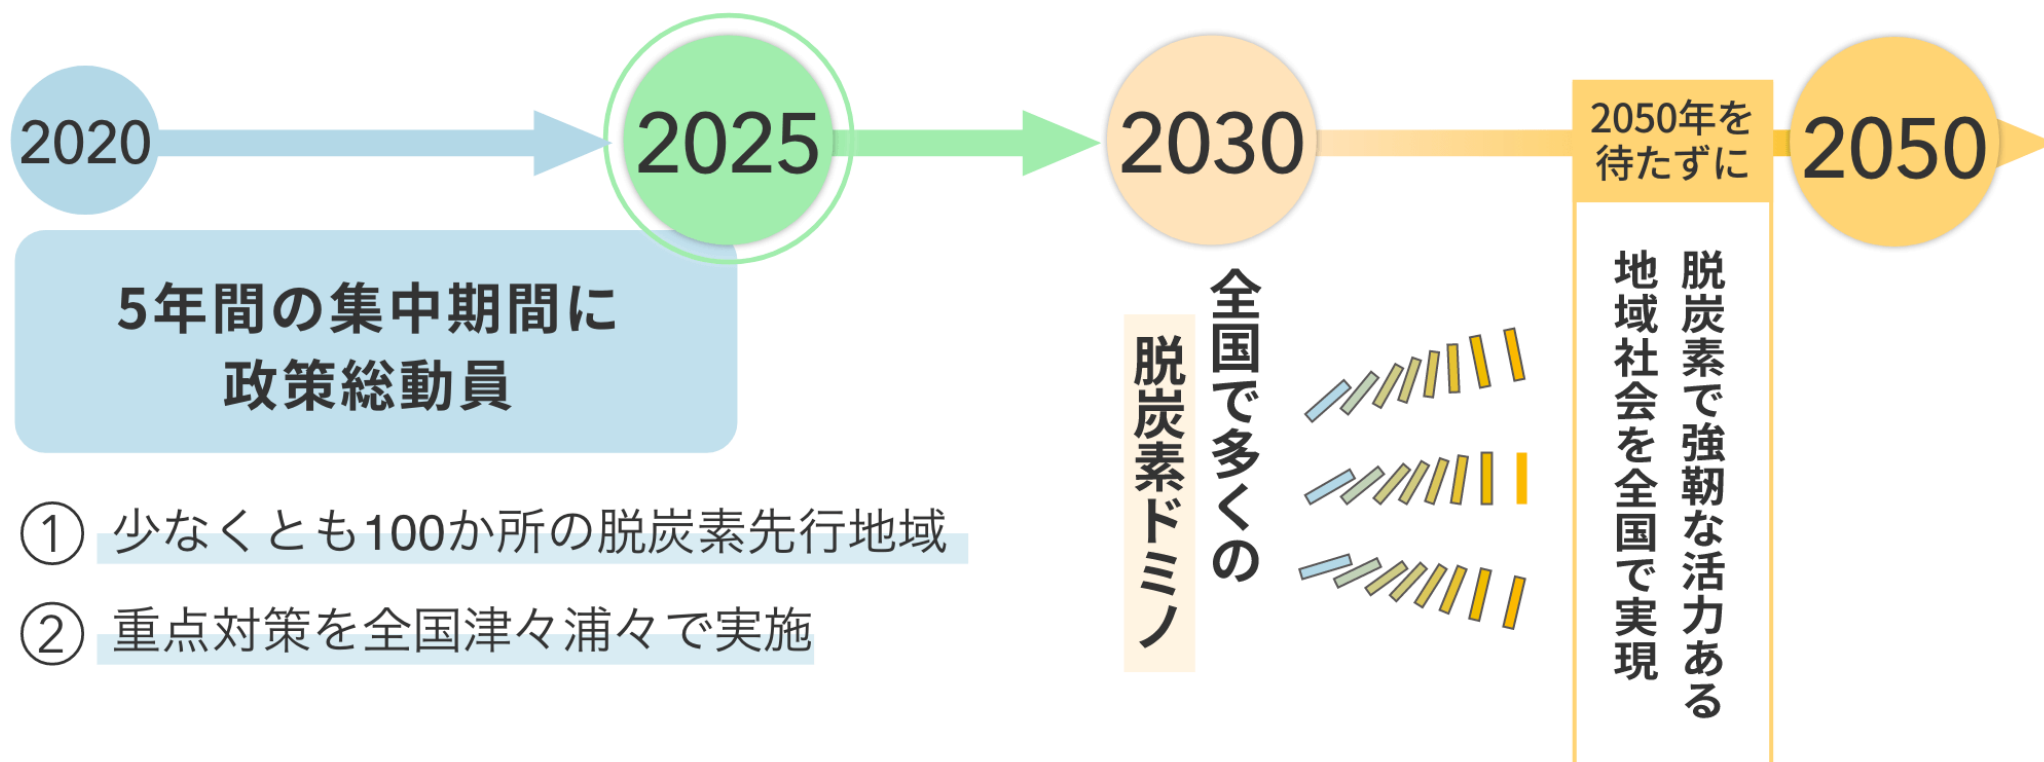 2020
2025
2030
2050年を
待たずに
2050
5年間の集中期間に
政策総動員
① 少なくとも100か所の脱炭素先行地域
② 重点対策を全国津々浦々で実施
全国で多くの
脱炭素ドミノ
脱炭素で強靭な活力ある
地域社会を全国で実現